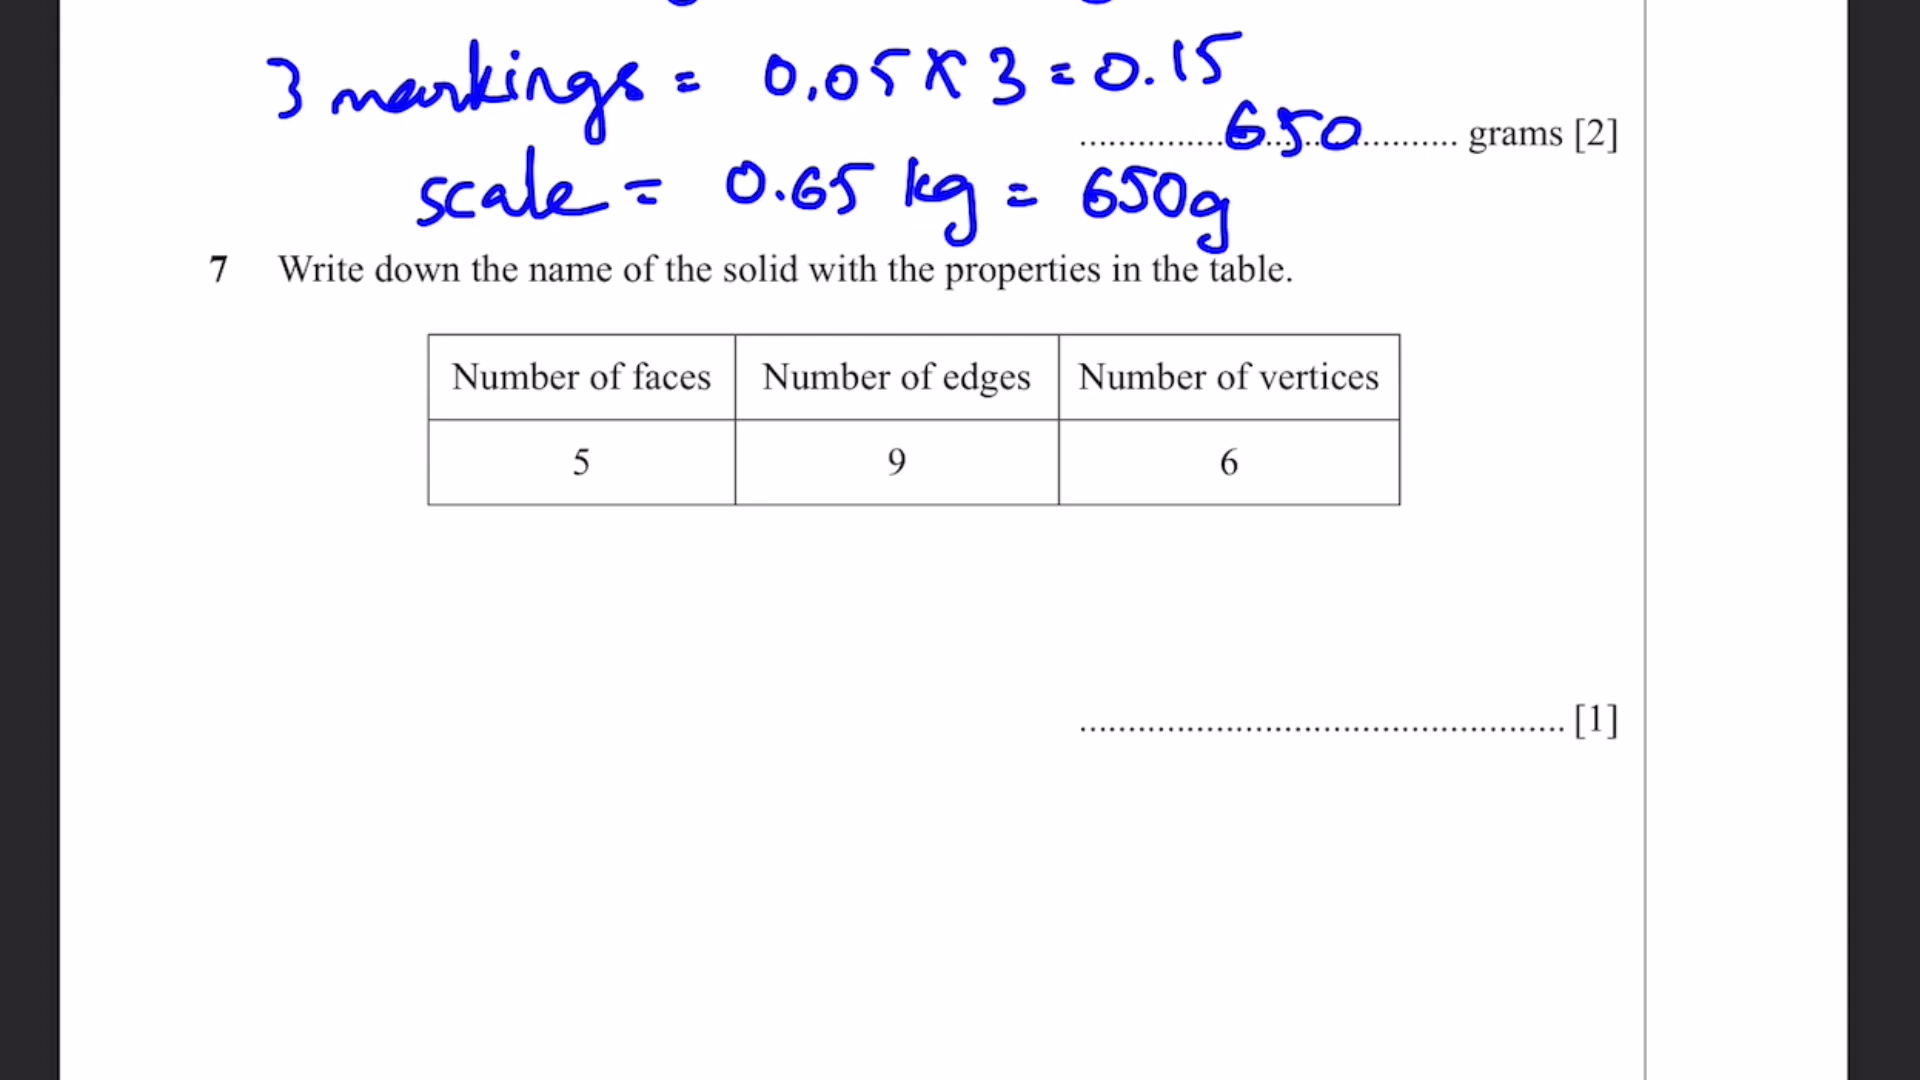 3 markings = 0.05 x 3 = 0.15
650 grams [2]
scale = 0.65 kg = 650g
7 Write down the name of the solid with the properties in the table.
Number of faces Number of edges Number of vertices
5 9 6
[1]